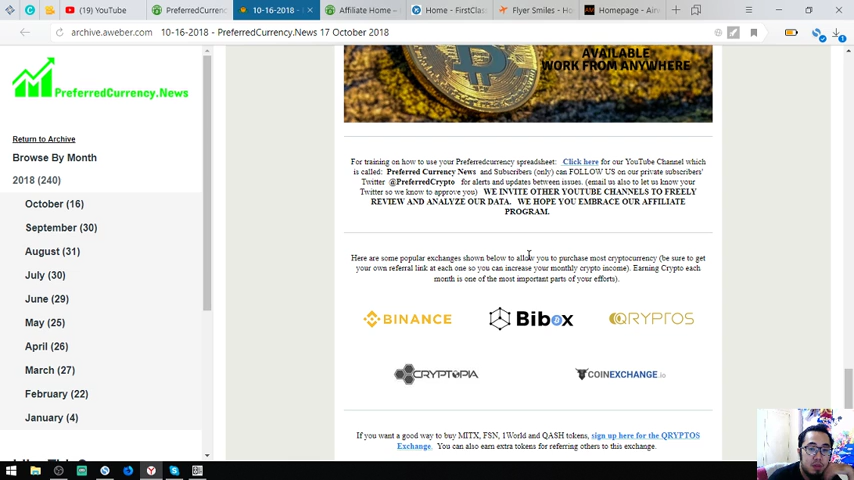 (19) YouTube
PreferredCurrenc
10-16-2018 -
Affiliate Home –
Home - FirstClass
Flyer Smiles - Ho
Homepage - Aire
archive.aweber.com 10-16-2018 - PreferredCurrency.News 17 October 2018
PreferredCurrency.News
Return to Archive
Browse By Month
2018 (240)
October (16)
September (30)
August (31)
July (30)
June (29)
May (25)
April (26)
March (27)
February (22)
January (4)
AVAILABLE
WORK FROM ANYWHERE
For training on how to use your Preferredcurrency spredsheet: Click here for our YouTube Channel which
is called: Preferred Currency News and Subscribers (only) can FOLLOW US on our private subscribers'
Twitter @PreferredCrypto for alerts and updates between issues. (email us also to let us know your
Twitter so we know to approve you) WE INVITE OTHER YOUTUBE CHANNELS TO FREELY
REVIEW AND ANALYZE OUR DATA. WE HOPE YOU EMBRACE OUR AFFILIATE
PROGRAM.
Here are some popular exchanges shown below to allow you to purchase most cryptocurrency (be sure to get
your own referral link at each one so you can increase your monthly crypto income). Earning Crypto each
month is one of the most important parts of your efforts).
BINANCE
Bibox
QRYPTOS
CRYPTOPIA
COINEXCHANGE.io
If you want a good way to buy MITX, FSN, 1World and QASH tokens, sign up here for the QRYPTOS
Exchange. You can also earn extra tokens for referring others to this exchange.